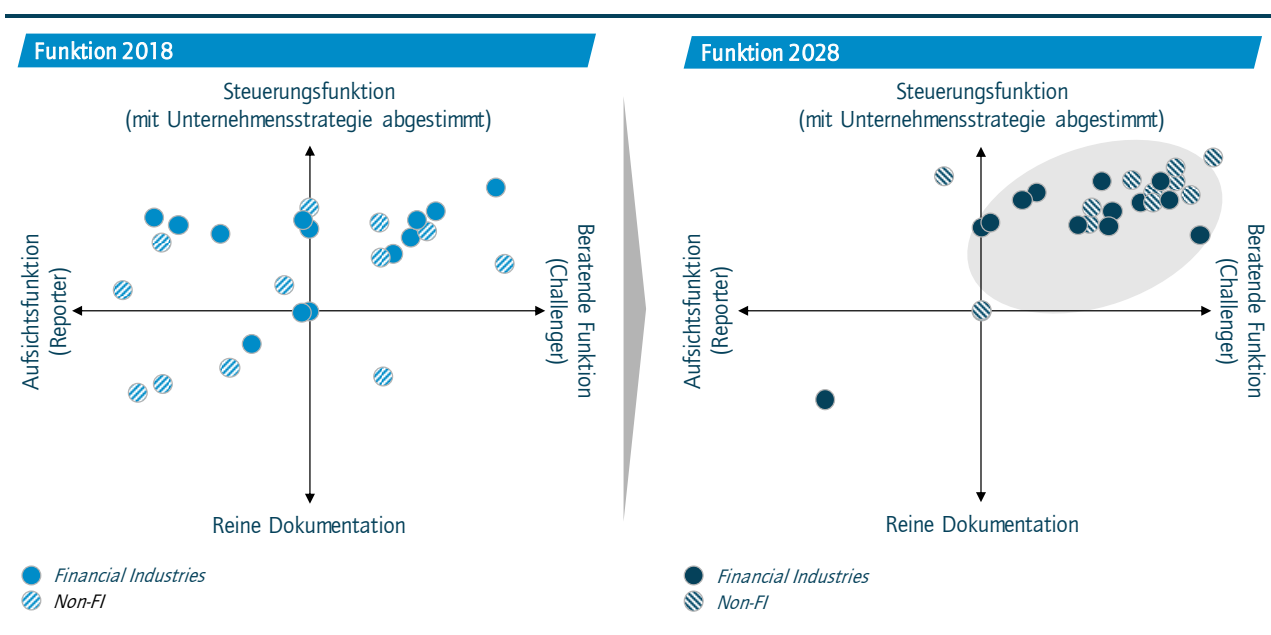 Funktion 2018
Steuerungsfunktion
(mit Unternehmensstrategie abgestimmt)
Aufsichtsfunktion
(Reporter)
Beratende Funktion
(Challenger)
Reine Dokumentation
Financial Industries
Non-FI
Funktion 2028
Steuerungsfunktion
(mit Unternehmensstrategie abgestimmt)
Aufsichtsfunktion
(Reporter)
Beratende Funktion
(Challenger)
Reine Dokumentation
Financial Industries
Non-FI